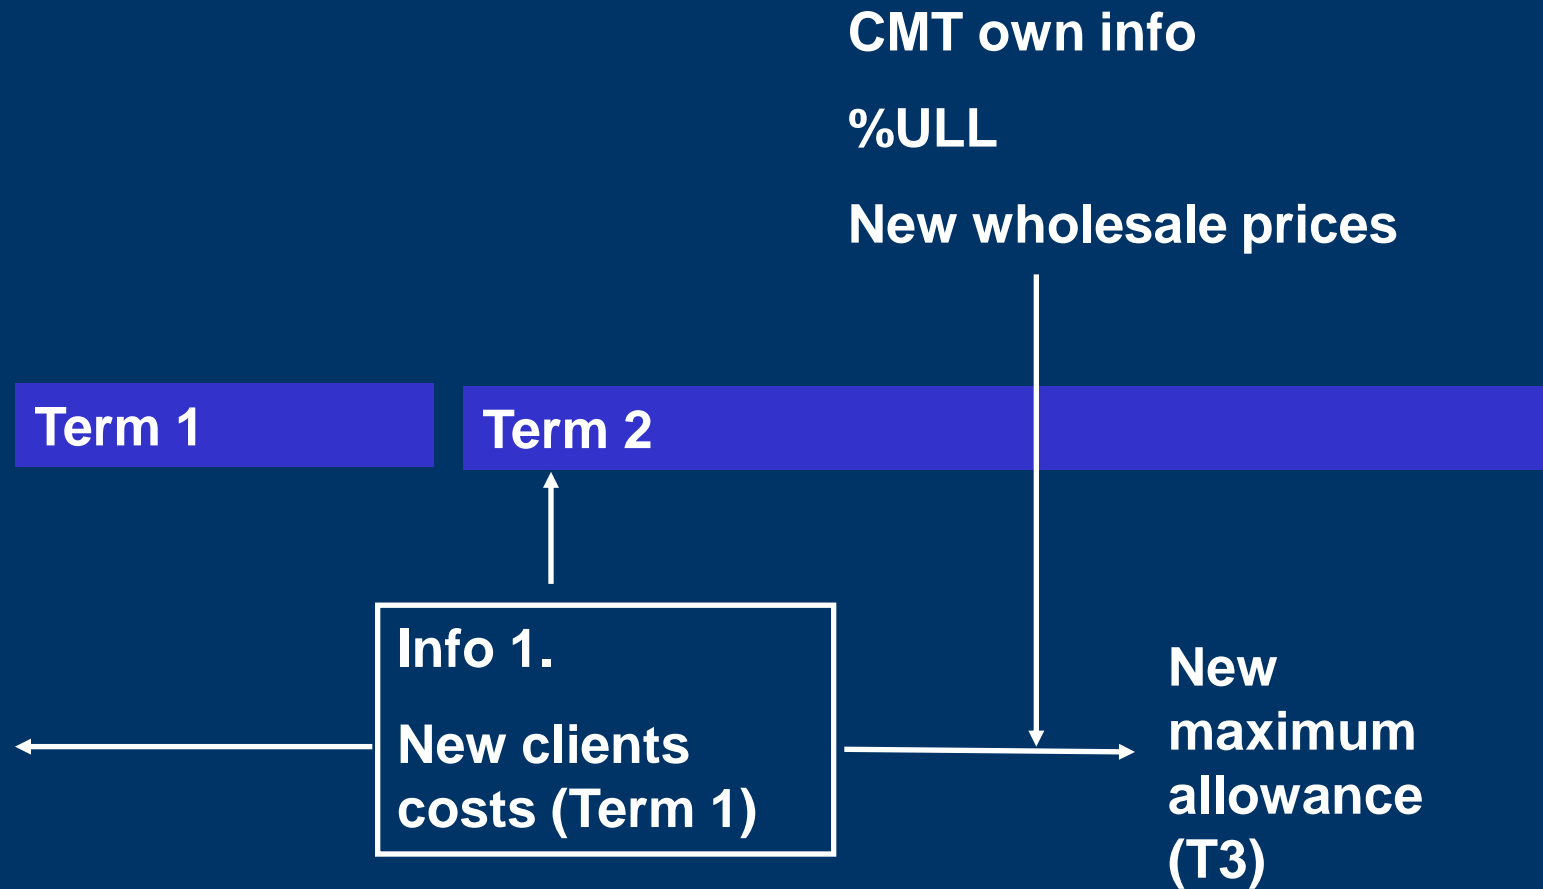 CMT own info
%ULL
New wholesale prices
Term 1
Term 2
Info 1.
New clients
costs (Term 1)
New
maximum
allowance
(T3)